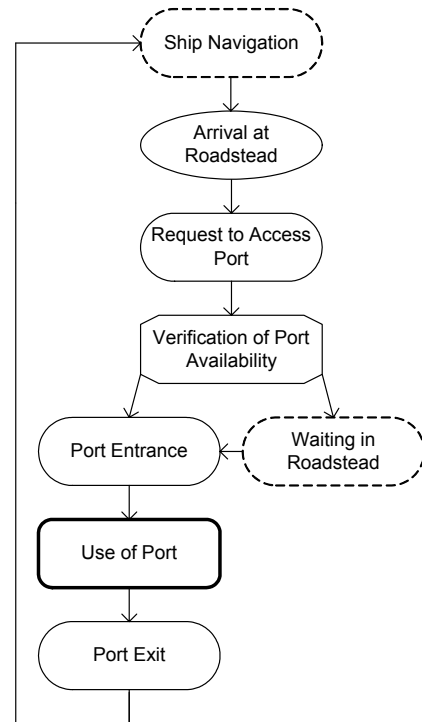 Ship Navigation
Arrival at
Roadstead
Request to Access
Port
Verification of Port
Availability
Port Entrance
Waiting in
Roadstead
Use of Port
Port Exit